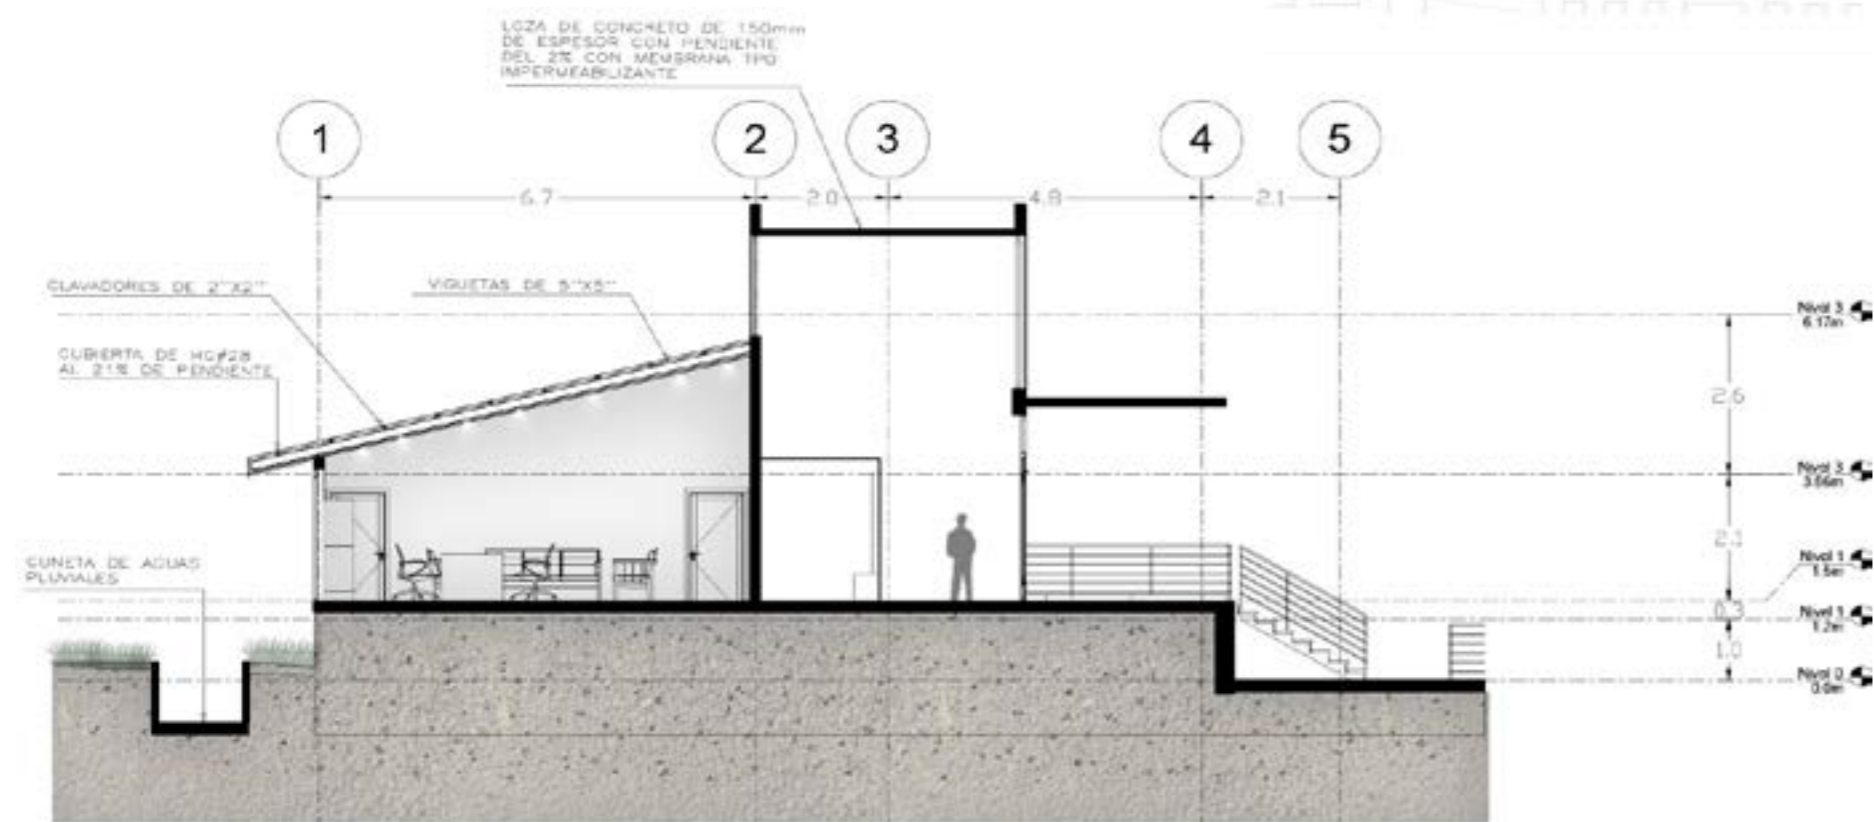 LOZA DE CONCRETO DE 150mm
DE ESPESOR CON PENDIENTE
DEL 2% CON MEMBRANA TPO
IMPERMEABILIZANTE
1
2
3
4
5
6.7
2.0
4.8
2.1
CLAVADORES DE 2"X2"
VIGUETAS DE 5"X5"
Nivel 3
6.17m
CUBIERTA DE HG#28
AL 21% DE PENDIENTE
2.6
Nivel 3
3.66m
2.1
CUNETA DE AGUAS
PLUVIALES
Nivel 1
1.5m
0.3
Nivel 1
1.2m
1.0
Nivel 0
0.0m